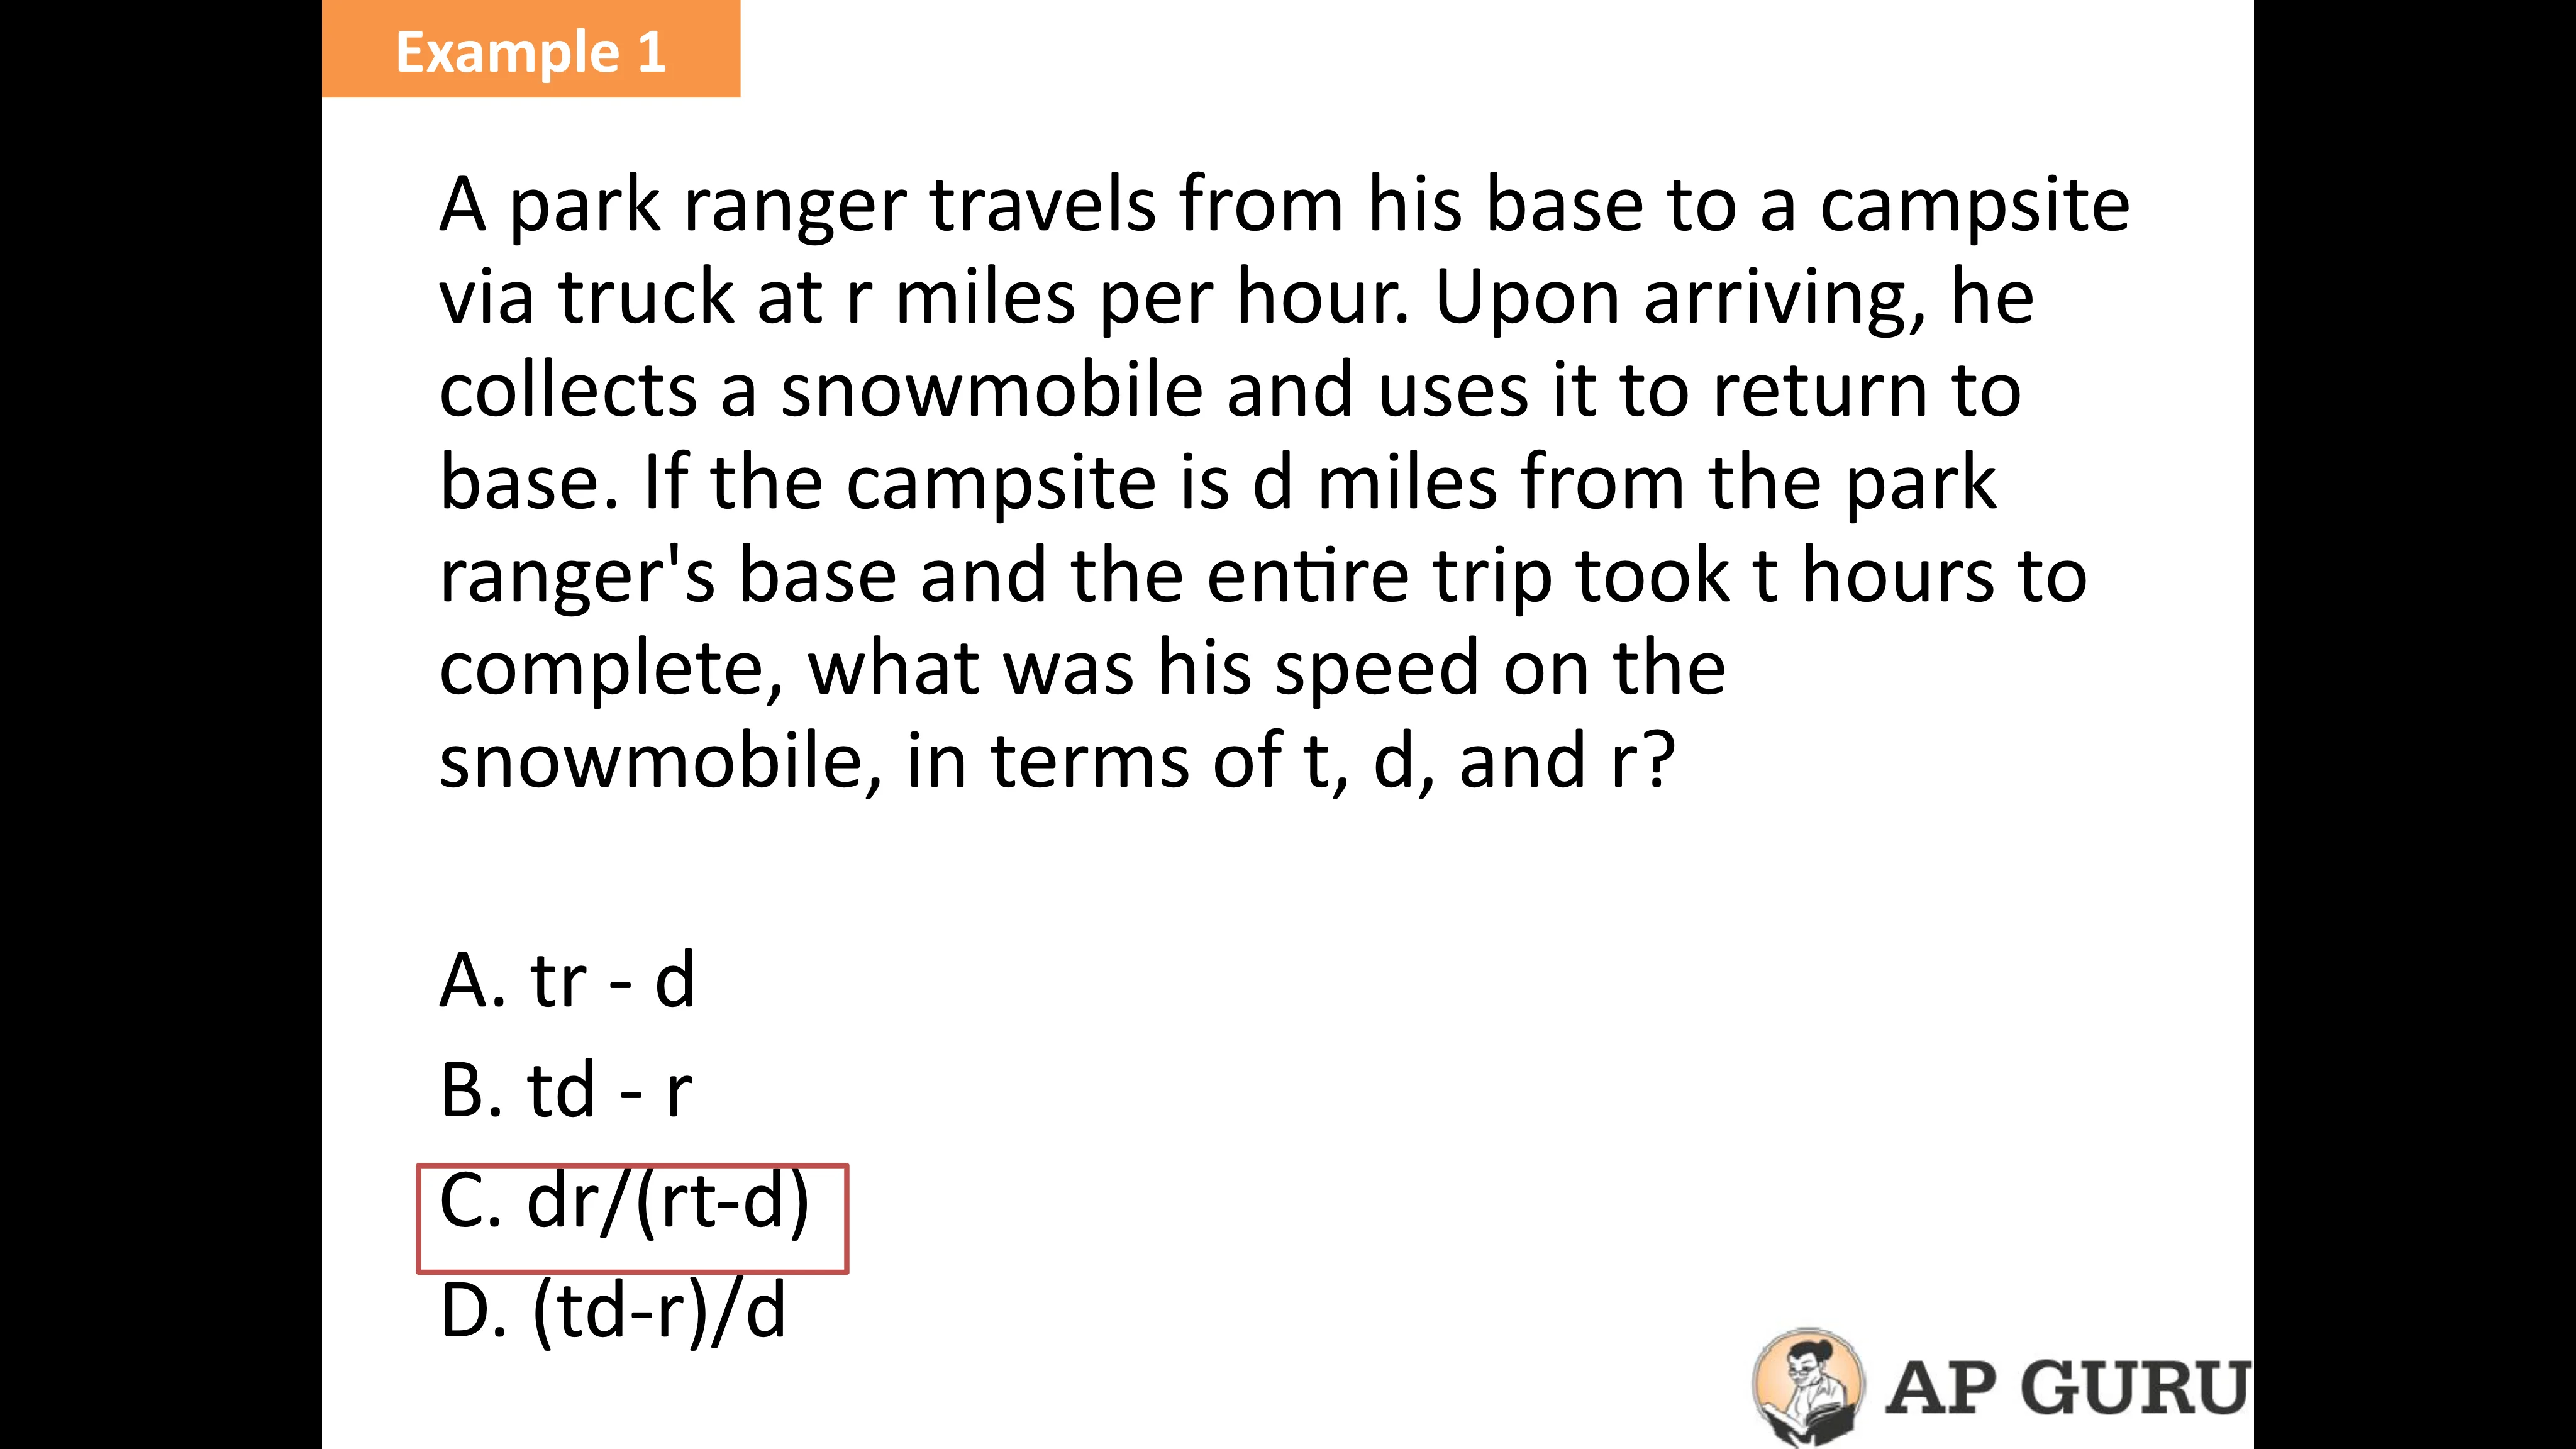 Example 1
A park ranger travels from his base to a campsite
via truck at r miles per hour. Upon arriving, he
collects a snowmobile and uses it to return to
base. If the campsite is d miles from the park
ranger's base and the entire trip took t hours to
complete, what was his speed on the
snowmobile, in terms of t, d, and r?
A. tr - d
B. td - r
C. dr/(rt-d)
D. (td-r)/d
AP GURU